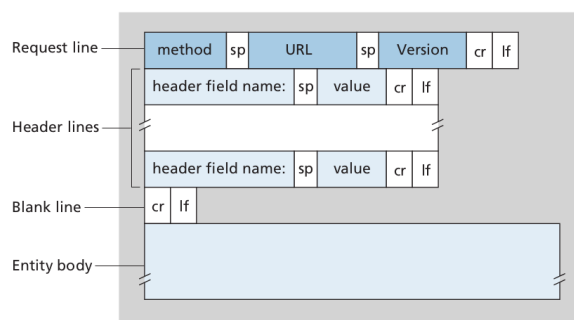 Request line method sp URL sp Version cr lf
header field name: sp value cr lf
Header lines
header field name: sp value cr lf
Blank line cr lf
Entity body